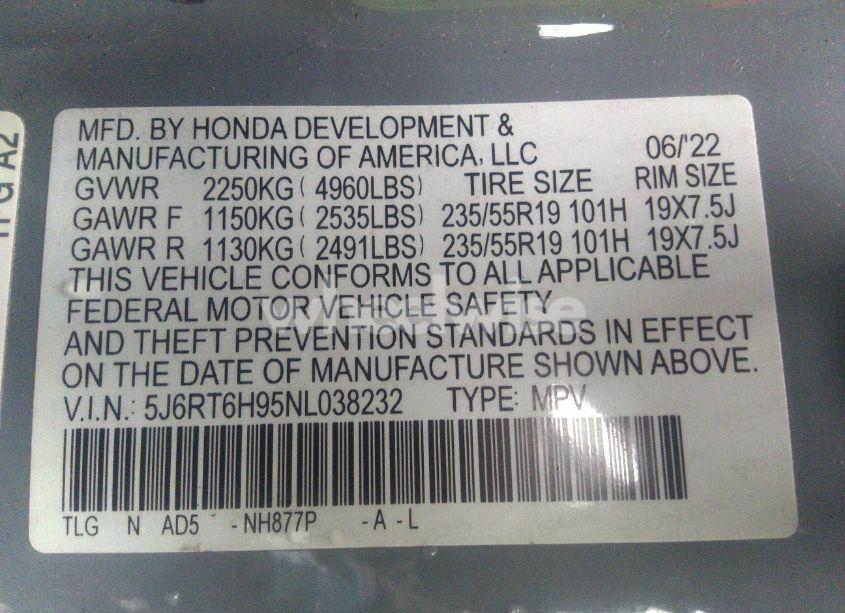 MFD. BY HONDA DEVELOPMENT &
MANUFACTURING OF AMERICA, LLC 06/'22
GVWR 2250KG ( 4960LBS) TIRE SIZE RIM SIZE
GAWR F 1150KG ( 2535LBS) 235/55R19 101H 19X7.5J
GAWR R 1130KG ( 2491LBS) 235/55R19 101H 19X7.5J
THIS VEHICLE CONFORMS TO ALL APPLICABLE
FEDERAL MOTOR VEHICLE SAFETY
AND THEFT PREVENTION STANDARDS IN EFFECT
ON THE DATE OF MANUFACTURE SHOWN ABOVE.
V.I.N.: 5J6RT6H95NL038232 TYPE: MPV
TLG N AD5 -NH877P -A -L
A2